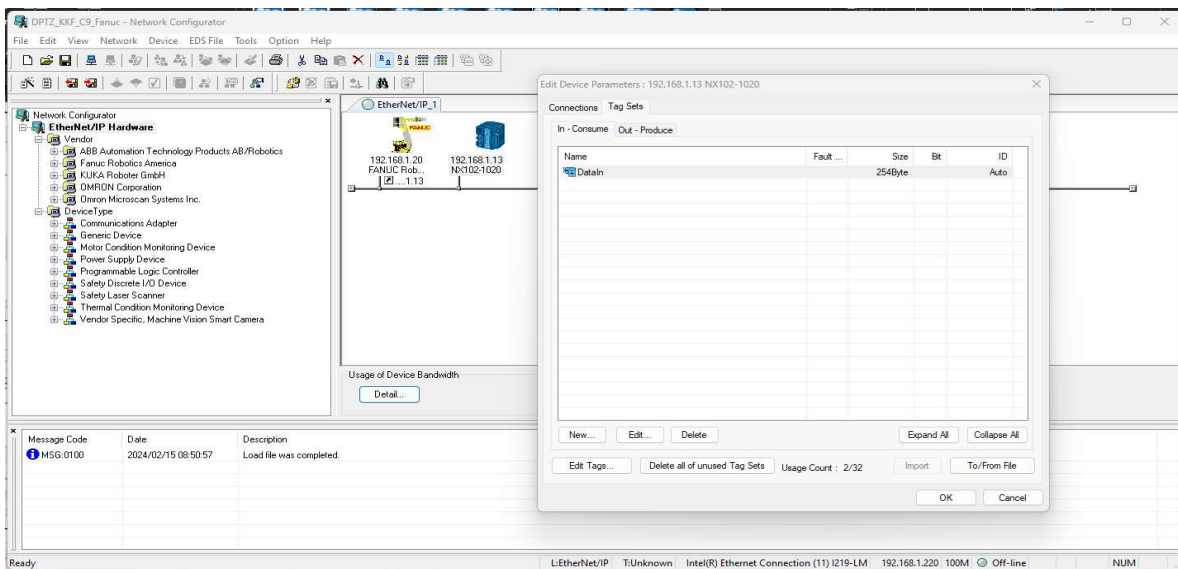 DPTZ_KKF_C9_Fanuc - Network Configurator
File Edit View Network Device EDS File Tools Option Help
Network Configurator
EtherNet/IP Hardware
Vendor
ABB Automation Technology Products AB/Robotics
Fanuc Robotics America
KUKA Roboter GmbH
OMRON Corporation
Omron Microscan Systems Inc.
DeviceType
Communications Adapter
Generic Device
Motor Condition Monitoring Device
Power Supply Device
Programmable Logic Controller
Safety Discrete I/O Device
Safety Laser Scanner
Thermal Condition Monitoring Device
Vendor Specific, Machine Vision Smart Camera
EtherNet/IP_1
FANUC
192.168.1.20 192.168.1.13
FANUC Rob... NX102-1020
....1.13
Usage of Device Bandwidth
Detail...
Edit Device Parameters : 192.168.1.13 NX102-1020
Connections Tag Sets
In - Consume Out - Produce
Name Fault ... Size Bit ID
DataIn 254Byte Auto
New... Edit... Delete Expand All Collapse All
Edit Tags... Delete all of unused Tag Sets Usage Count : 2/32 Import To/From File
OK Cancel
Message Code Date Description
MSG:0100 2024/02/15 08:50:57 Load file was completed.
Ready L:EtherNet/IP T:Unknown Intel(R) Ethernet Connection (11) I219-LM 192.168.1.220 100M Off-line NUM